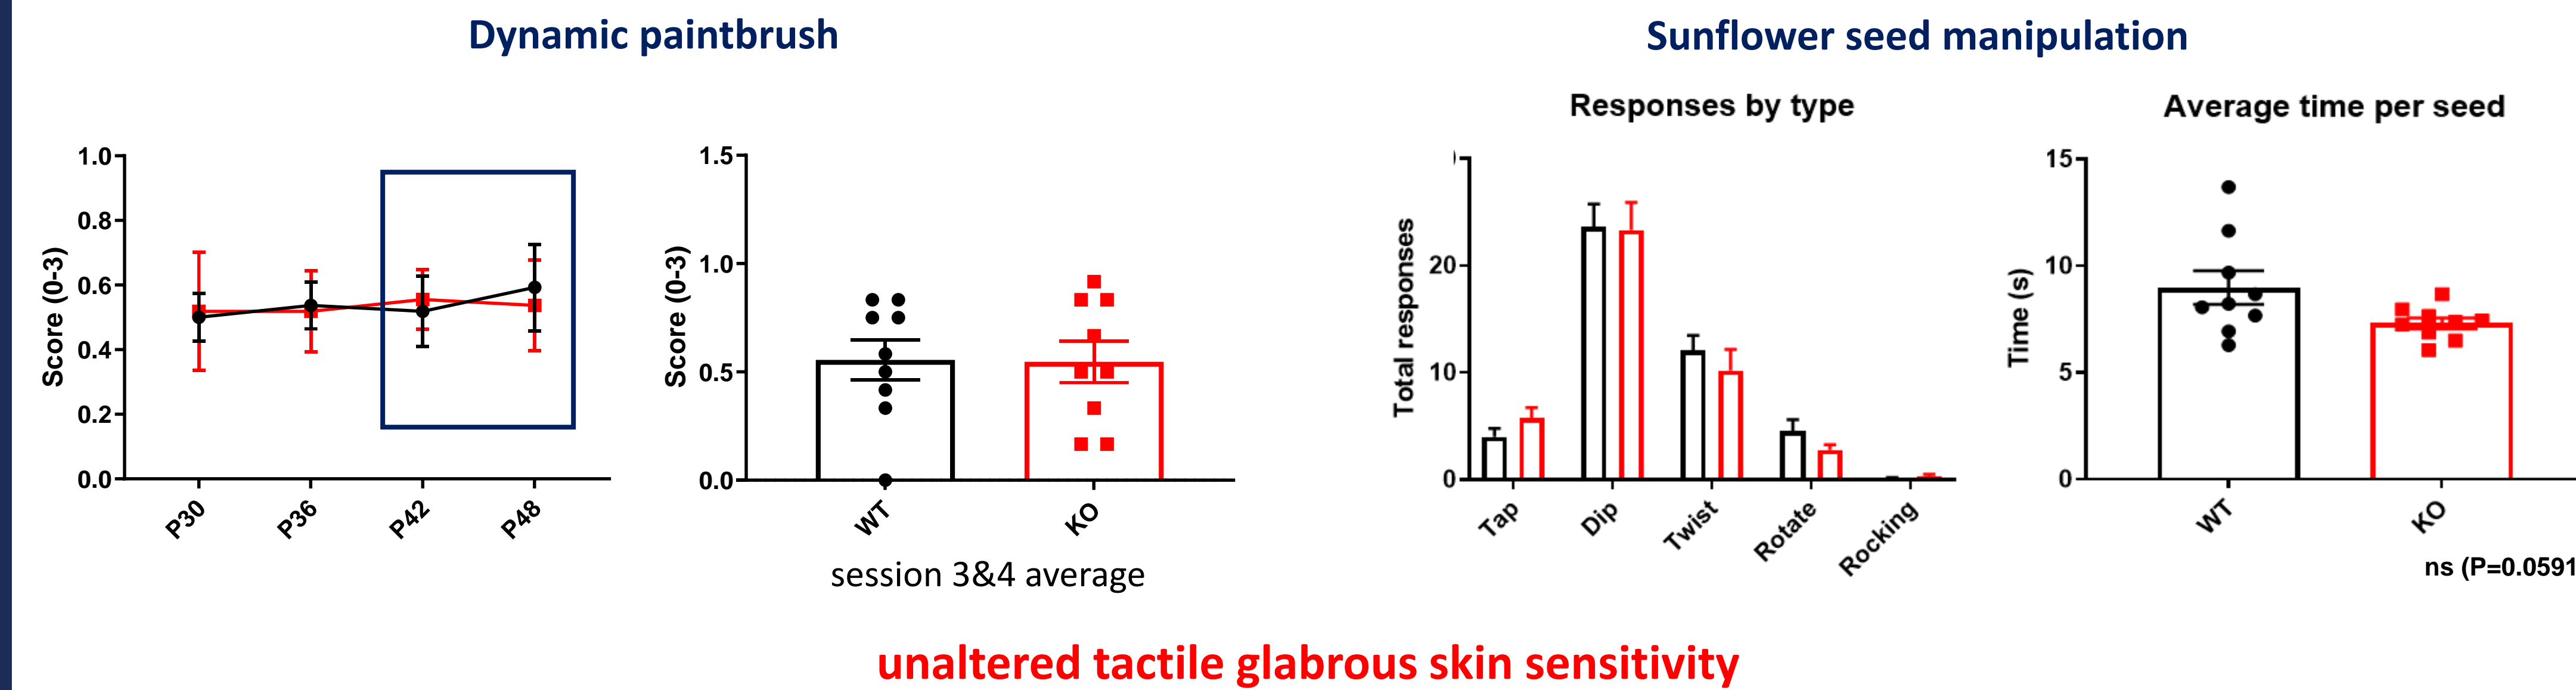 Dynamic paintbrush
Sunflower seed manipulation
Responses by type
Average time per seed
Score (0-3)
1.0
0.8
0.6
0.4
0.2
0.0
P30
P36
P42
P48
Score (0-3)
1.5
1.0
0.5
0.0
WT
KO
session 3&4 average
Total responses
20
10
0
Tap
Dip
Twist
Rotate
Rocking
Time (s)
15
10
5
0
WT
KO
ns (P=0.0591
unaltered tactile glabrous skin sensitivity